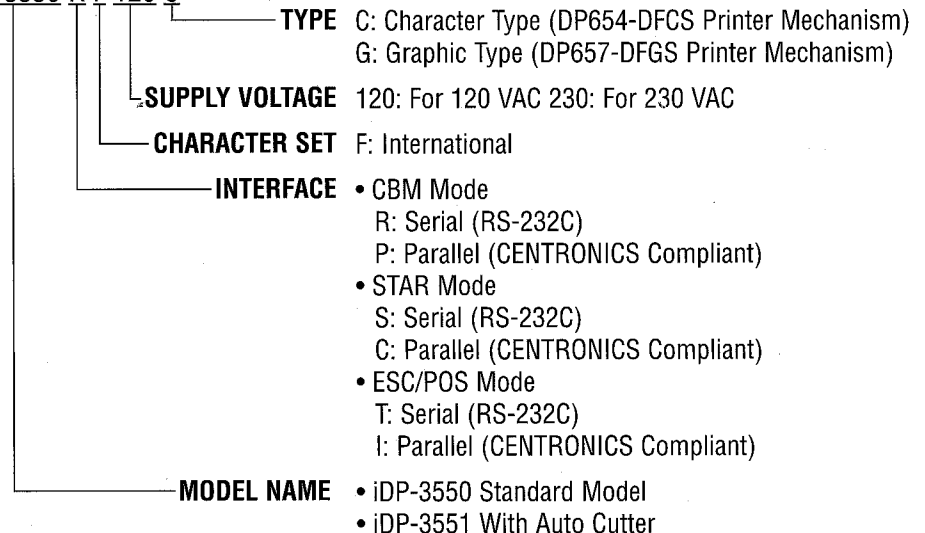 TYPE C: Character Type (DP654-DFCS Printer Mechanism)
G: Graphic Type (DP657-DFGS Printer Mechanism)
SUPPLY VOLTAGE 120: For 120 VAC 230: For 230 VAC
CHARACTER SET F: International
INTERFACE • CBM Mode
R: Serial (RS-232C)
P: Parallel (CENTRONICS Compliant)
• STAR Mode
S: Serial (RS-232C)
C: Parallel (CENTRONICS Compliant)
• ESC/POS Mode
T: Serial (RS-232C)
I: Parallel (CENTRONICS Compliant)
MODEL NAME • iDP-3550 Standard Model
• iDP-3551 With Auto Cutter